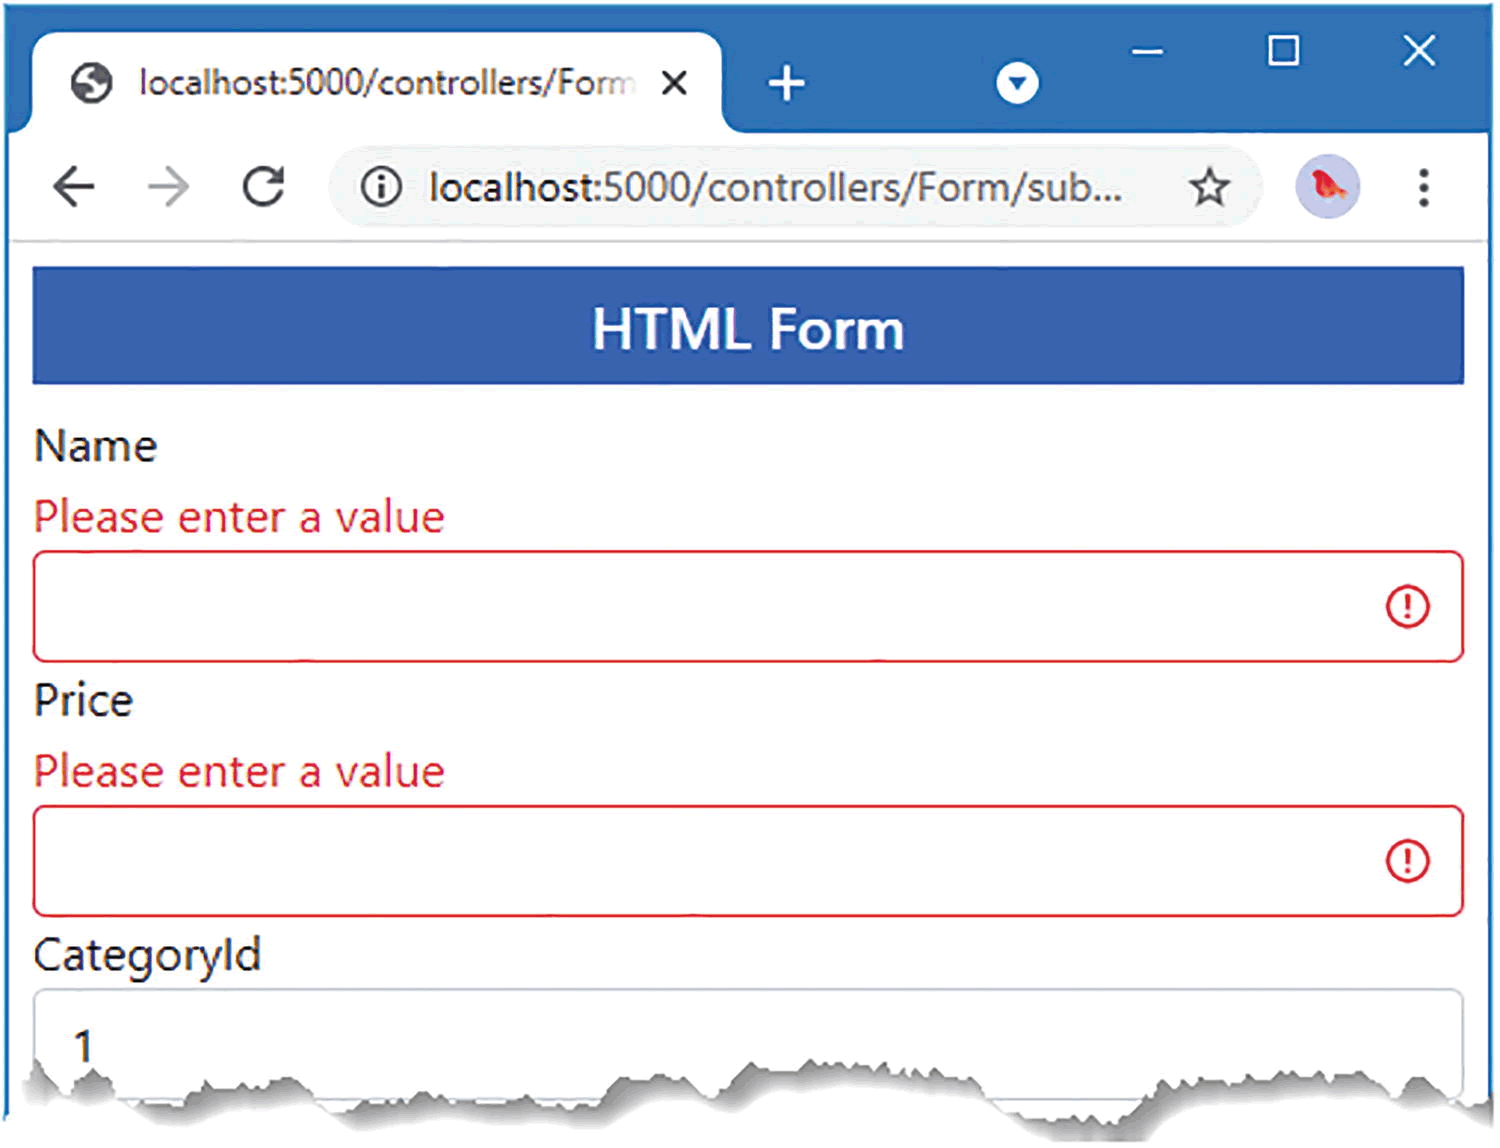 localhost:5000/controllers/Form
localhost:5000/controllers/Form/sub...
HTML Form
Name
Please enter a value
Price
Please enter a value
CategoryId
1